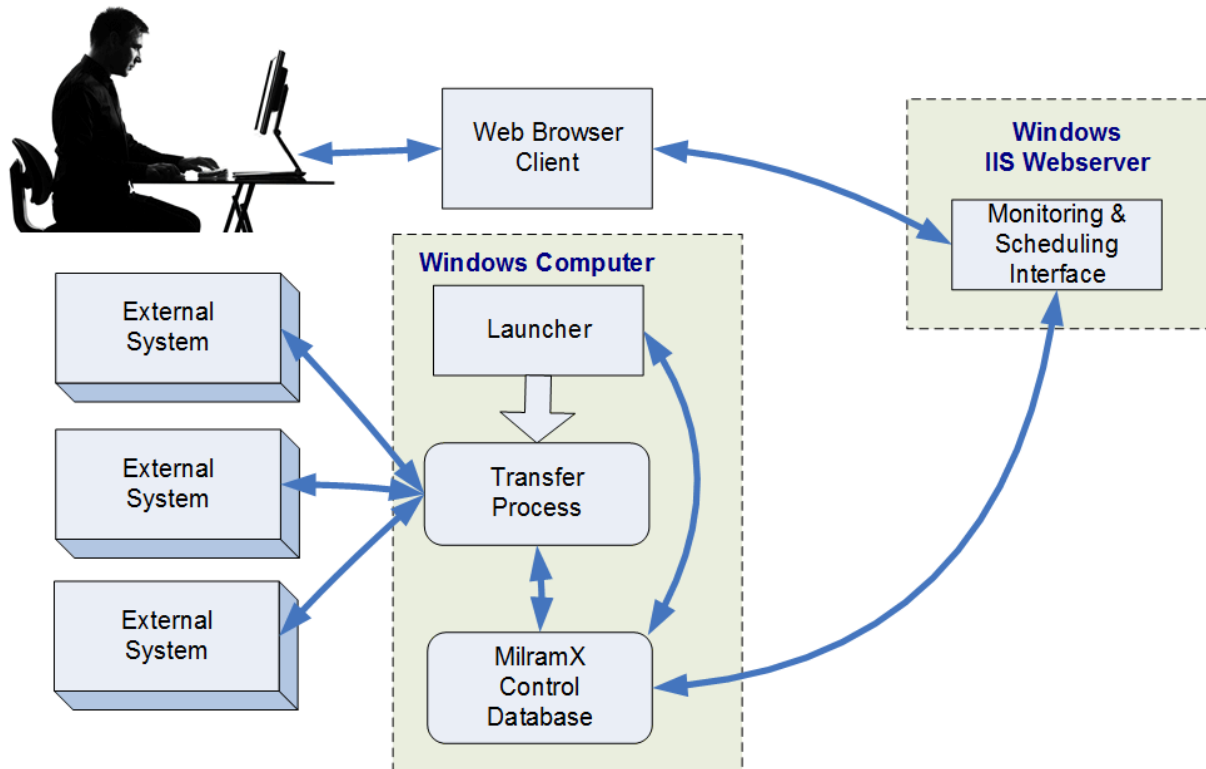 Web Browser
Client
Windows
IIS Webserver
Monitoring &
Scheduling
Interface
Windows Computer
Launcher
External
System
Transfer
Process
External
System
External
System
MilramX
Control
Database